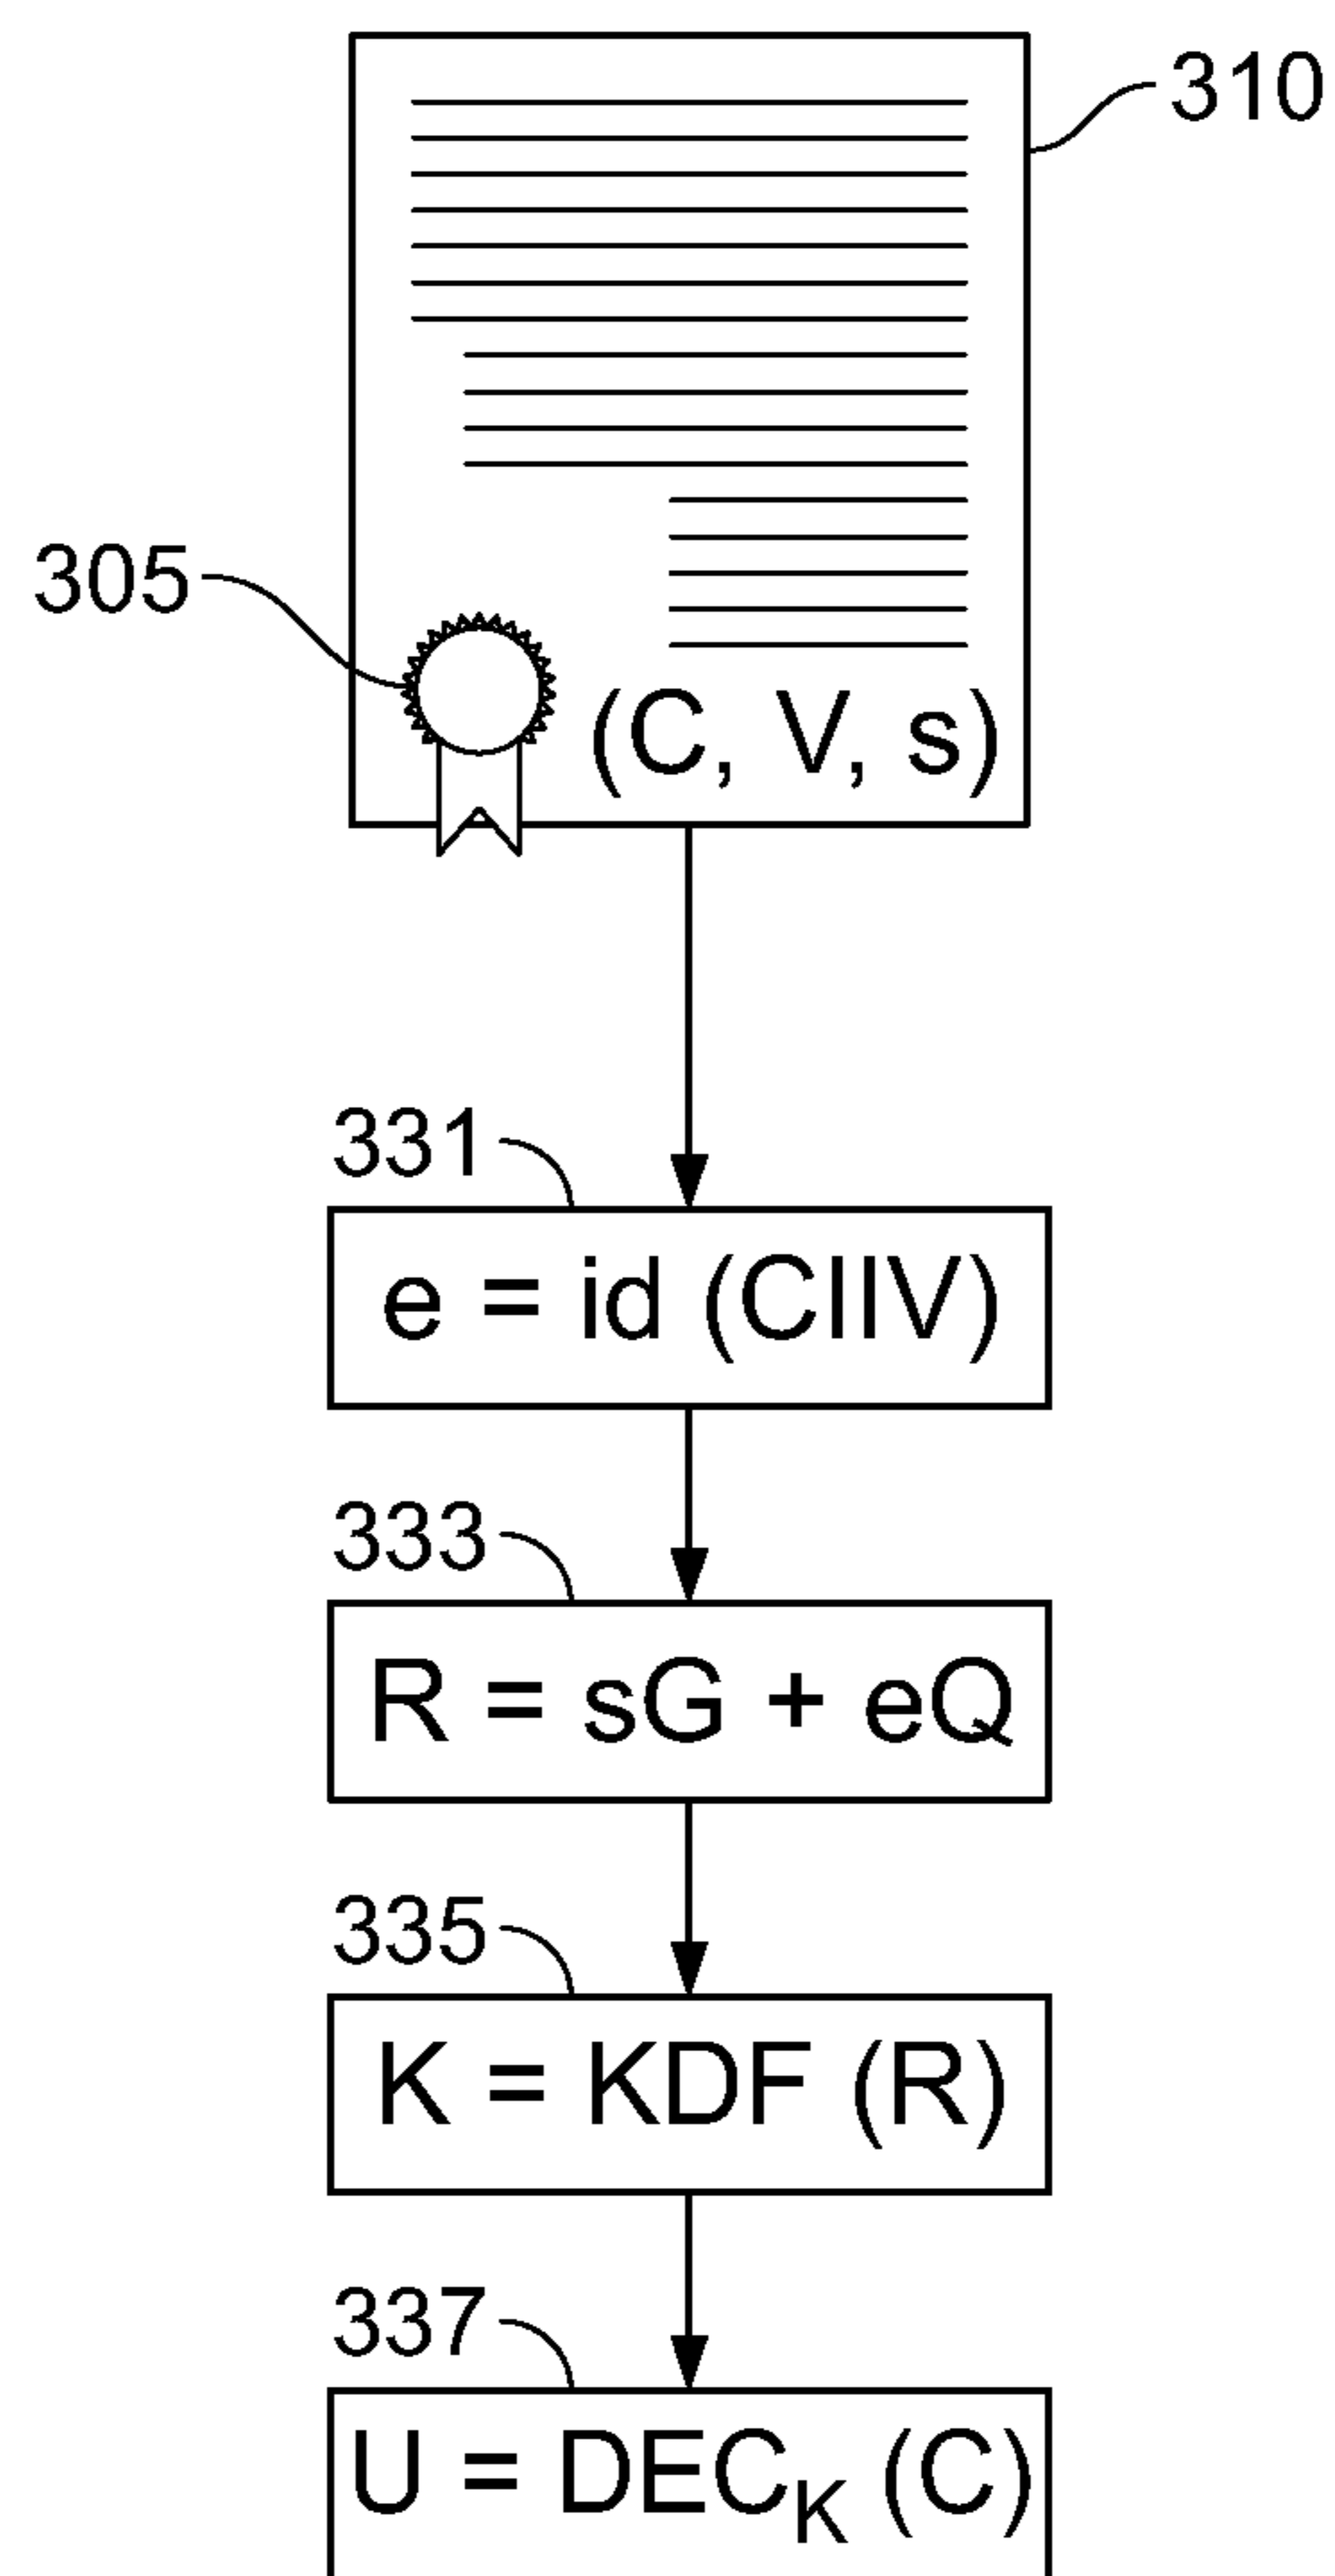 310
305
(C, V, s)
331
e = id (CIIV)
333
R = sG + eQ
335
K = KDF (R)
337
U = DECK (C)